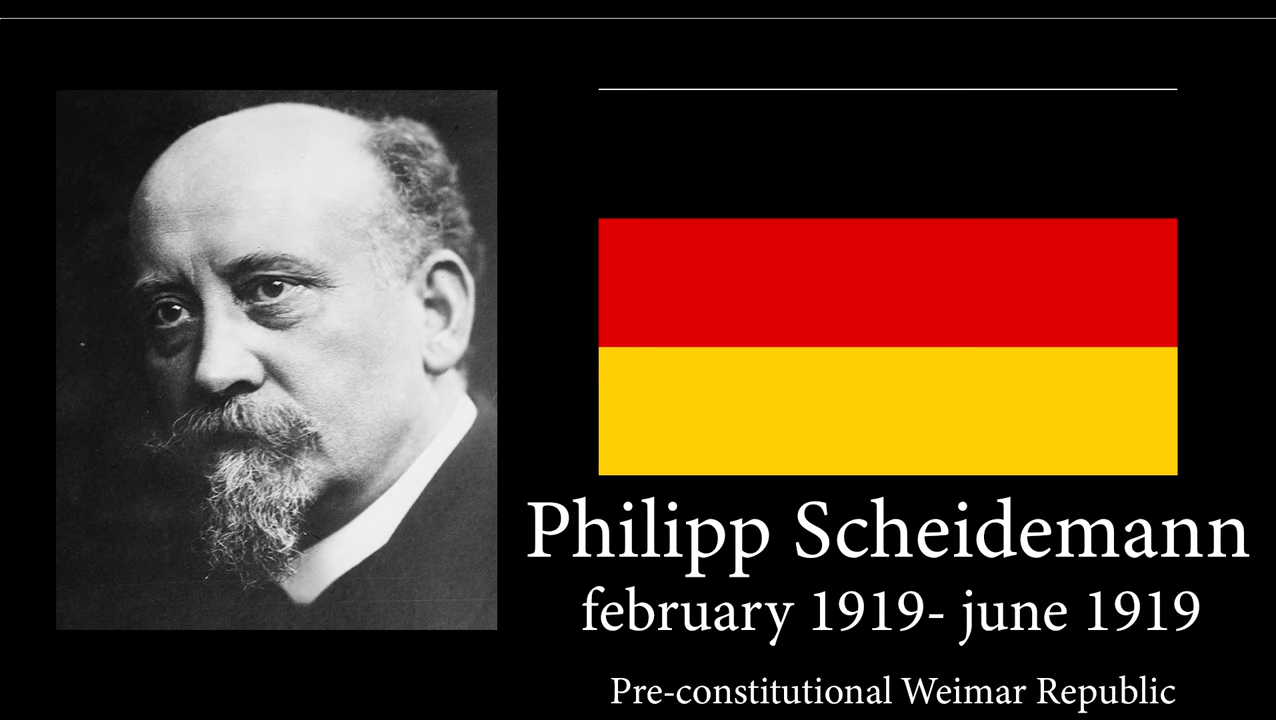 Philipp Scheidemann
february 1919- june 1919
Pre-constitutional Weimar Republic